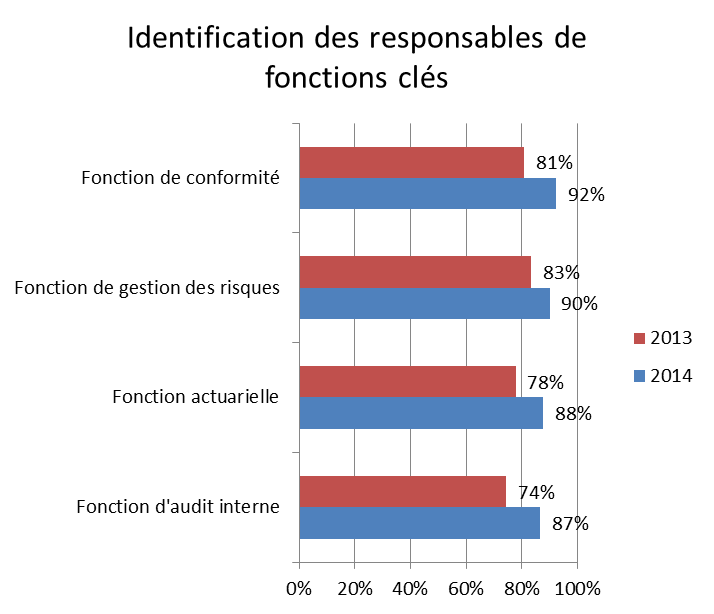 Identification des responsables de
fonctions clés
Fonction de conformité
81%
92%
Fonction de gestion des risques
83%
90%
Fonction actuarielle
78%
88%
Fonction d'audit interne
74%
87%
0% 20% 40% 60% 80% 100%
2013
2014